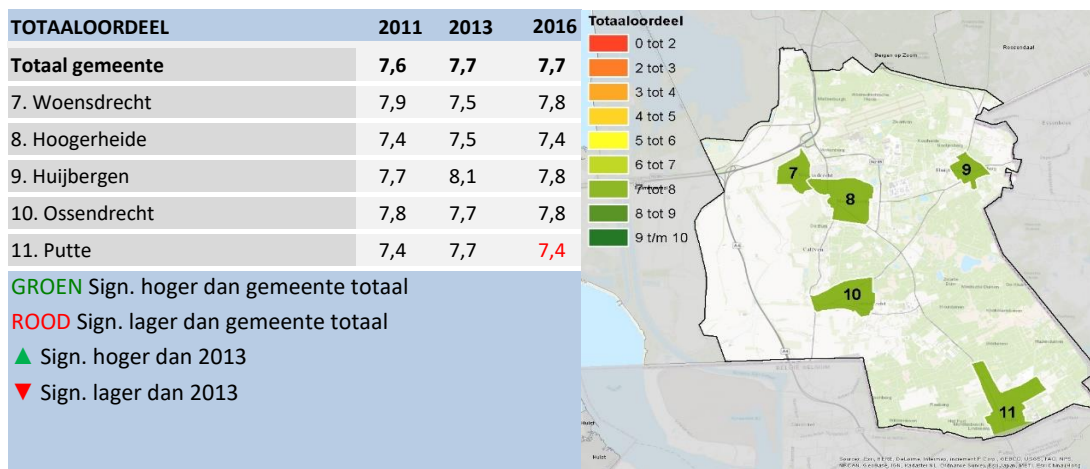 TOTAALOORDEEL 2011 2013 2016
Totaal gemeente 7,6 7,7 7,7
7. Woensdrecht 7,9 7,5 7,8
8. Hoogerheide 7,4 7,5 7,4
9. Huijbergen 7,7 8,1 7,8
10. Ossendrecht 7,8 7,7 7,8
11. Putte 7,4 7,7 7,4
GROEN Sign. hoger dan gemeente totaal
ROOD Sign. lager dan gemeente totaal
▲ Sign. hoger dan 2013
▼ Sign. lager dan 2013
Totaaloordeel
0 tot 2
2 tot 3
3 tot 4
4 tot 5
5 tot 6
6 tot 7
7 tot 8
8 tot 9
9 t/m 10
Bergen op Zoom
Roosendaal
7
8
9
10
11
Hulst
Hulst